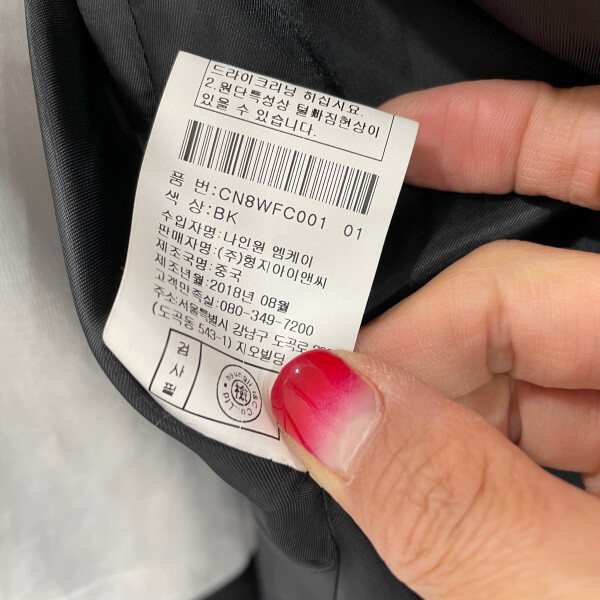 드라이크리닝 하십시요.
2.원단특성상 털빠짐현상이
있을 수 있습니다.
품 번:CN8WFC001 01
색 상:BK
수입자명:나인원 엠케이
판매자명:(주)형지아이앤씨
제조국명:중국
제조년월:2018년 08월
고객만족실:080-349-7200
주소:서울특별시 강남구 도곡로
(도곡동 543-1) 지오빌딩
검
사
필
Hyungji I&C Co.,Ltd